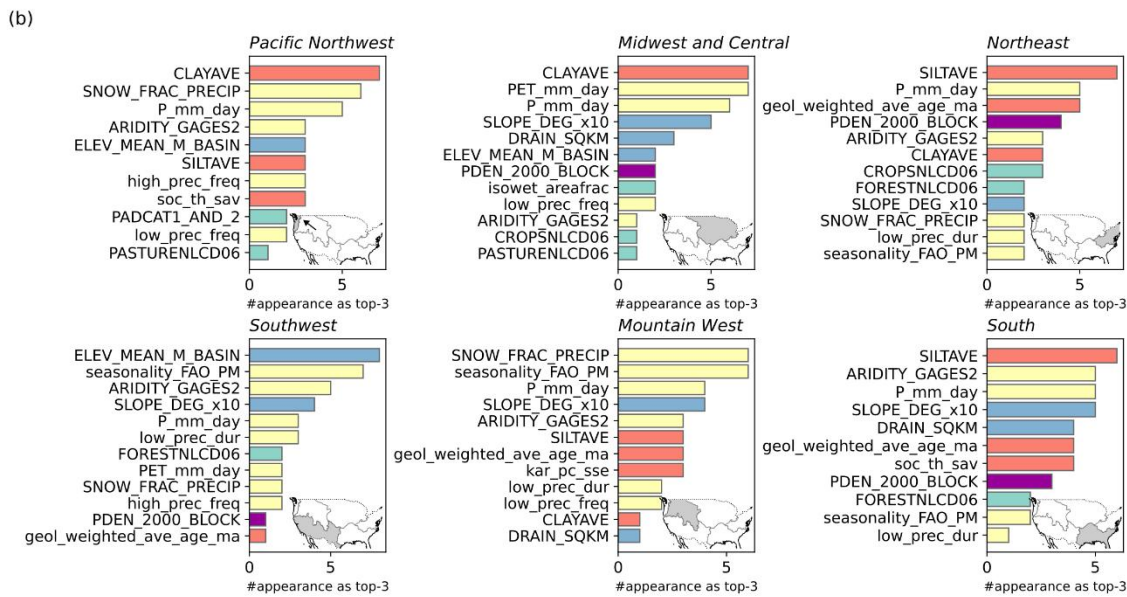 (b)
Pacific Northwest
CLAYAVE
SNOW_FRAC_PRECIP
P_mm_day
ARIDITY_GAGES2
ELEV_MEAN_M_BASIN
SILTAVE
high_prec_freq
soc_th_sav
PADCAT1_AND_2
low_prec_freq
PASTURENLCD06
0 5
#appearance as top-3
Midwest and Central
CLAYAVE
PET_mm_day
P_mm_day
SLOPE_DEG_x10
DRAIN_SQKM
ELEV_MEAN_M_BASIN
PDEN_2000_BLOCK
isowet_areafrac
low_prec_freq
ARIDITY_GAGES2
CROPSNLCD06
PASTURENLCD06
0 5
#appearance as top-3
Northeast
SILTAVE
P_mm_day
geol_weighted_ave_age_ma
PDEN_2000_BLOCK
ARIDITY_GAGES2
CLAYAVE
CROPSNLCD06
FORESTNLCD06
SLOPE_DEG_x10
SNOW_FRAC_PRECIP
low_prec_dur
seasonality_FAO_PM
0 5
#appearance as top-3
Southwest
ELEV_MEAN_M_BASIN
seasonality_FAO_PM
ARIDITY_GAGES2
SLOPE_DEG_x10
P_mm_day
low_prec_dur
FORESTNLCD06
PET_mm_day
SNOW_FRAC_PRECIP
high_prec_freq
PDEN_2000_BLOCK
geol_weighted_ave_age_ma
0 5
#appearance as top-3
Mountain West
SNOW_FRAC_PRECIP
seasonality_FAO_PM
P_mm_day
SLOPE_DEG_x10
ARIDITY_GAGES2
SILTAVE
geol_weighted_ave_age_ma
kar_pc_sse
low_prec_dur
low_prec_freq
CLAYAVE
DRAIN_SQKM
0 5
#appearance as top-3
South
SILTAVE
ARIDITY_GAGES2
P_mm_day
SLOPE_DEG_x10
DRAIN_SQKM
geol_weighted_ave_age_ma
soc_th_sav
PDEN_2000_BLOCK
FORESTNLCD06
seasonality_FAO_PM
low_prec_dur
0 5
#appearance as top-3